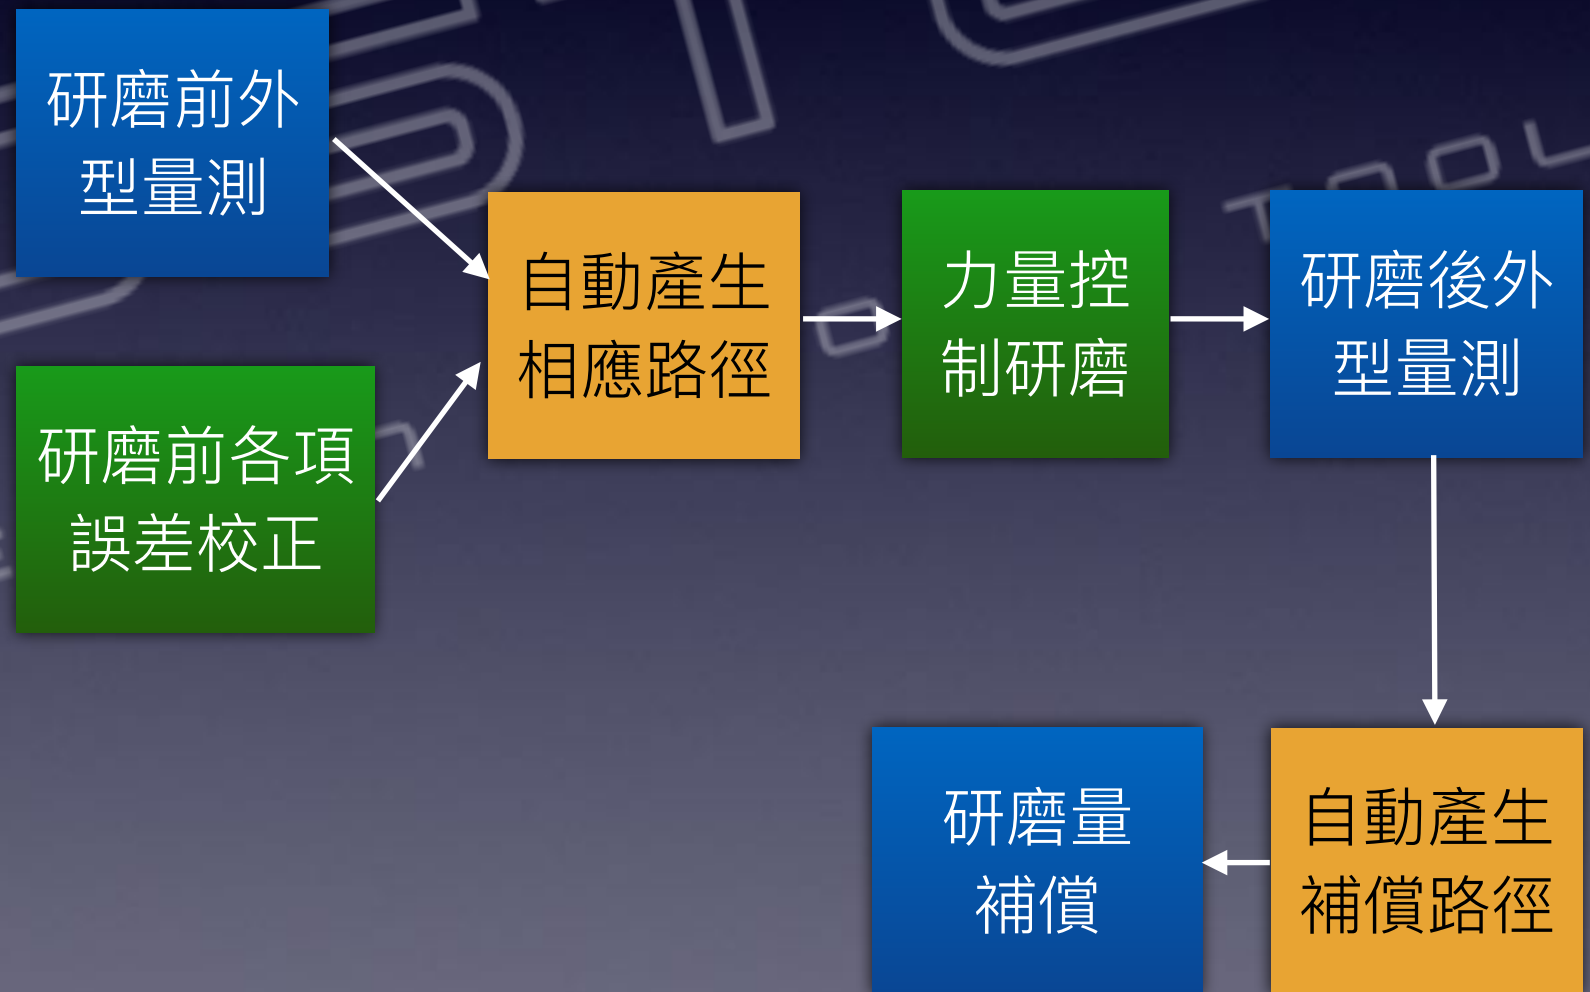 研磨前外
型量測
研磨前各項
誤差校正
自動產生
相應路徑
力量控
制研磨
研磨後外
型量測
自動產生
補償路徑
研磨量
補償